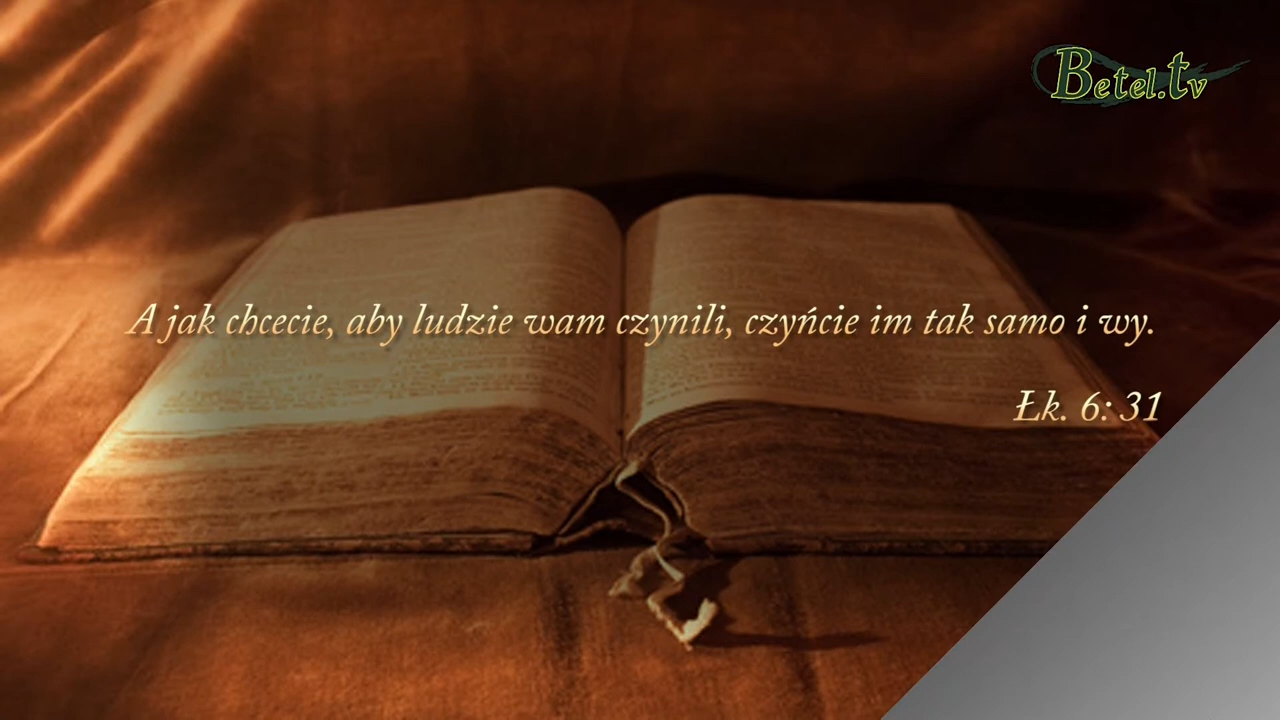 Betel.tv
A jak chcecie, aby ludzie wam czynili, czyńcie im tak samo i wy.
Łk. 6: 31